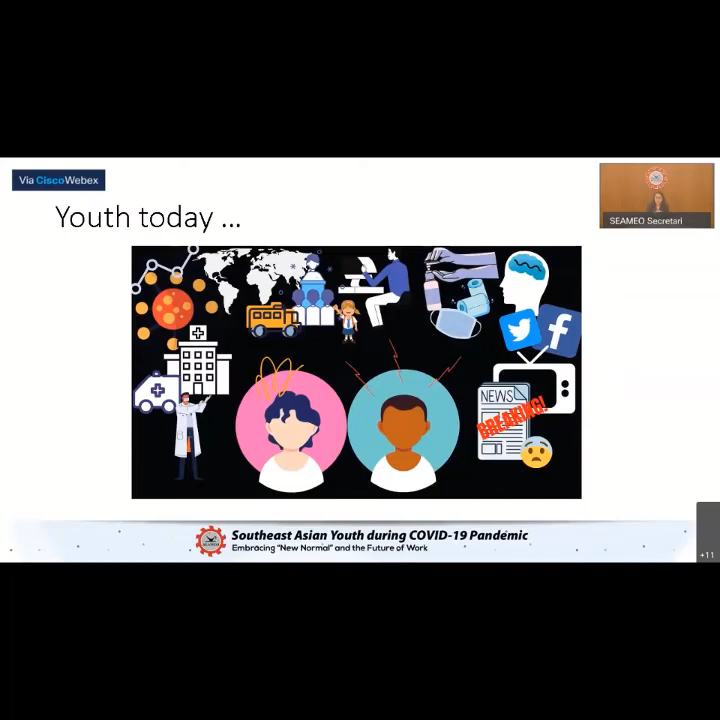 Via CiscoWebex
SEAMEO Secretari
Youth today ...
NEWS
BREAKING!
+11
Southeast Asian Youth during COVID-19 Pandemic
Embracing "New Normal" and the Future of Work